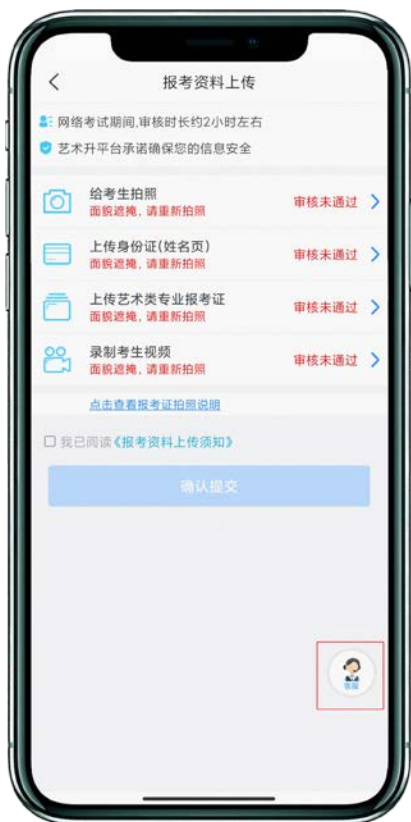 报考资料上传
网络考试期间,审核时长约2小时左右
艺术升平台承诺确保您的信息安全
给考生拍照
面貌遮掩, 请重新拍照
审核未通过
上传身份证(姓名页)
面貌遮掩, 请重新拍照
审核未通过
上传艺术类专业报考证
面貌遮掩, 请重新拍照
审核未通过
录制考生视频
面貌遮掩, 请重新拍照
审核未通过
点击查看报考证拍照说明
我已阅读《报考资料上传须知》
确认提交
客服